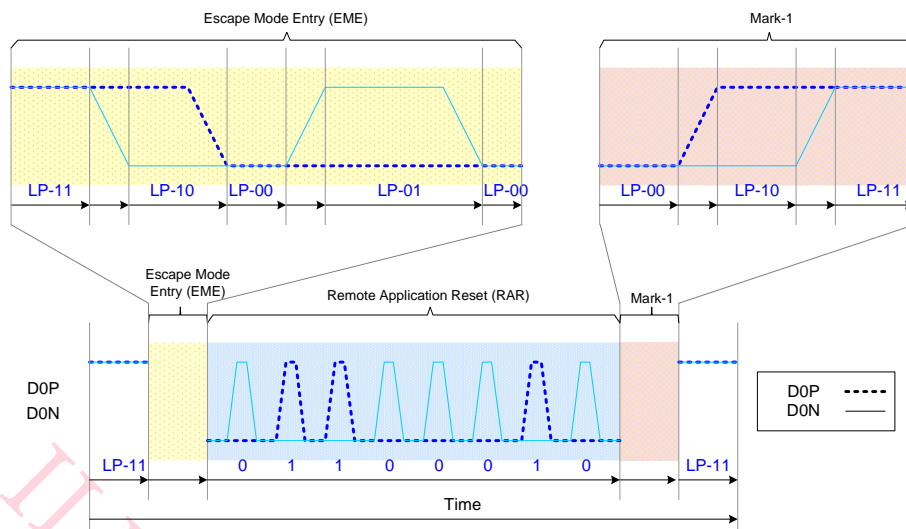 Escape Mode Entry (EME)
Mark-1
LP-11 LP-10 LP-00 LP-01 LP-00
LP-00 LP-10 LP-11
Escape Mode
Entry (EME)
Remote Application Reset (RAR)
Mark-1
D0P
D0N
D0P
D0N
LP-11 0 1 1 0 0 0 1 0 LP-11
Time